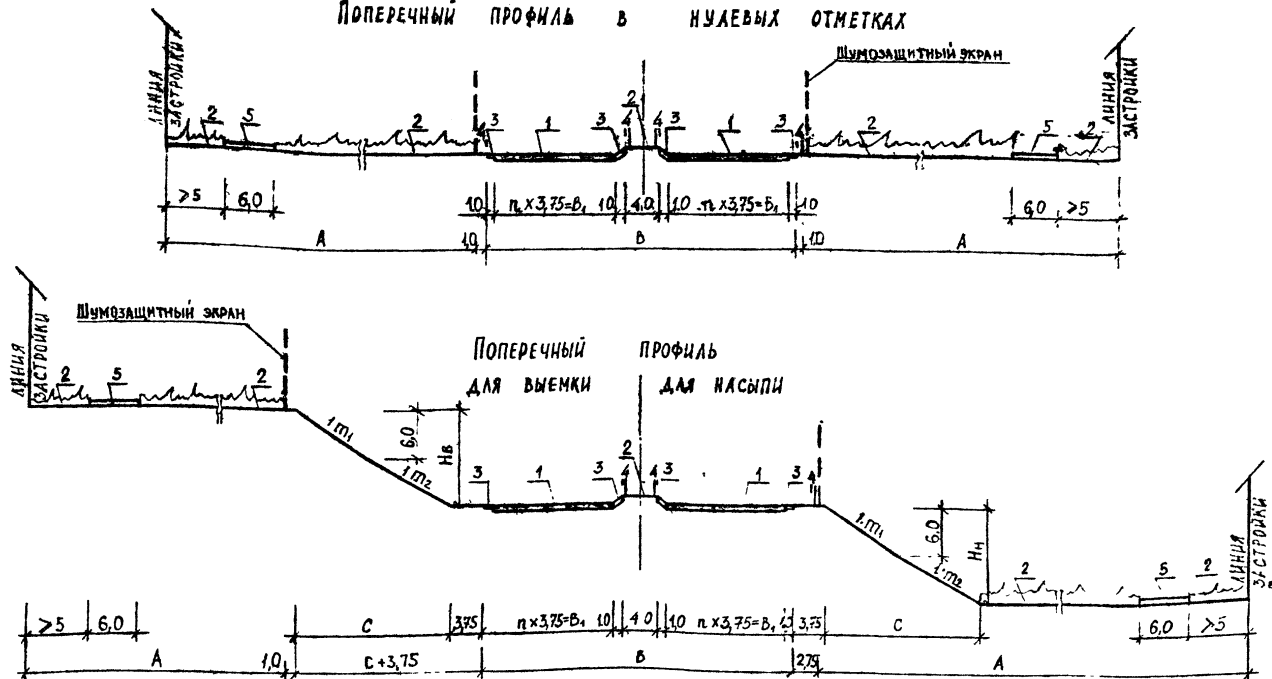 ПОПЕРЕЧНЫЙ ПРОФИЛЬ В НУЛЕВЫХ ОТМЕТКАХ
ШУМОЗАЩИТНЫЙ ЭКРАН
ЛИНИЯ
ЗАСТРОЙКИ
2 5 2 4 3 1 3 4 2 4 3 1 3 4 2 5 2
ЛИНИЯ
ЗАСТРОЙКИ
≥5 6,0 1.0 n×3,75=B₁ 1.0 4.0 1.0 n×3,75=B₁ 1.0 6,0 ≥5
А 1,0 В 1.0 А
ШУМОЗАЩИТНЫЙ ЭКРАН
ПОПЕРЕЧНЫЙ ПРОФИЛЬ
ДЛЯ ВЫЕМКИ ДЛЯ НАСЫПИ
ЛИНИЯ
ЗАСТРОЙКИ
2 5 2
1:m₁
1:m₂
6,0
Нв
3 1 3 4 2 4 3 1 3 4
1:m₁
1:m₂
6.0
Нн
2 5 2
ЛИНИЯ
ЗАСТРОЙКИ
≥5 6,0 С 3,75 n×3,75=B₁ 1.0 4.0 1,0 n×3,75=B₁ 3,75 С 6,0 ≥5
А 1,0 С+3,75 В 2,75 А